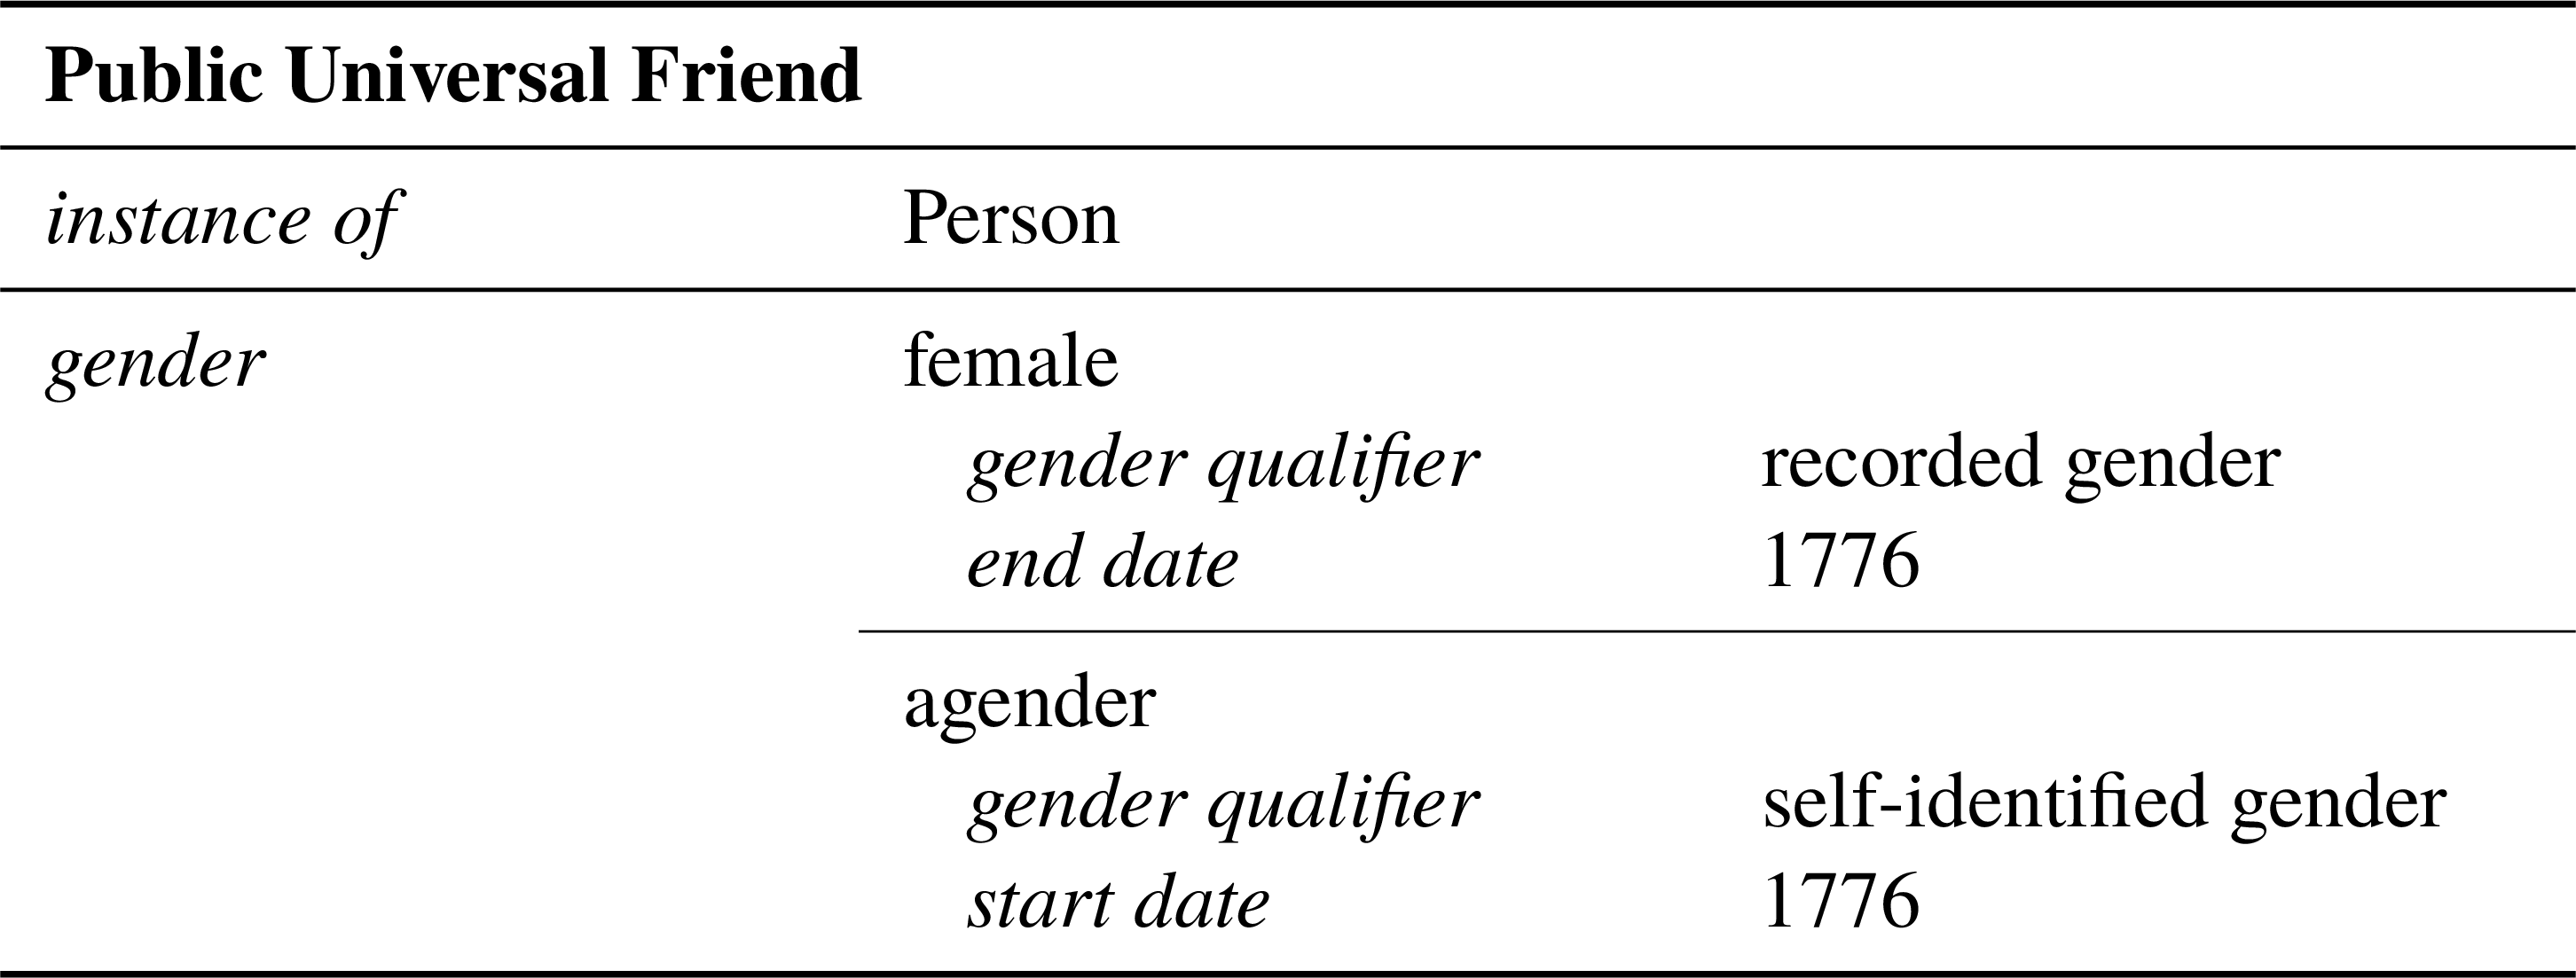 Public Universal Friend
instance of Person
gender female
gender qualifier recorded gender
end date 1776
agender
gender qualifier self-identified gender
start date 1776